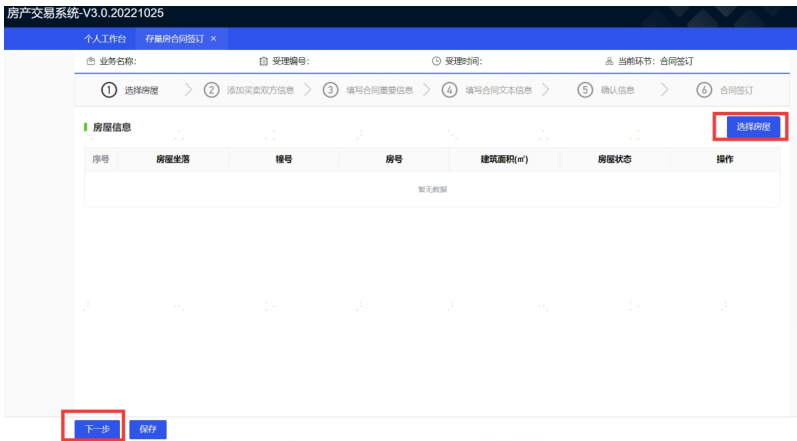 房产交易系统-V3.0.20221025
个人工作台 存量房合同签订 ×
业务名称: 受理编号: 受理时间: 当前环节: 合同签订
1 选择房屋 2 添加买卖双方信息 3 填写合同重要信息 4 填写合同文本信息 5 确认信息 6 合同签订
房屋信息 选择房屋
序号 房屋坐落 幢号 房号 建筑面积(㎡) 房屋状态 操作
暂无数据
下一步 保存